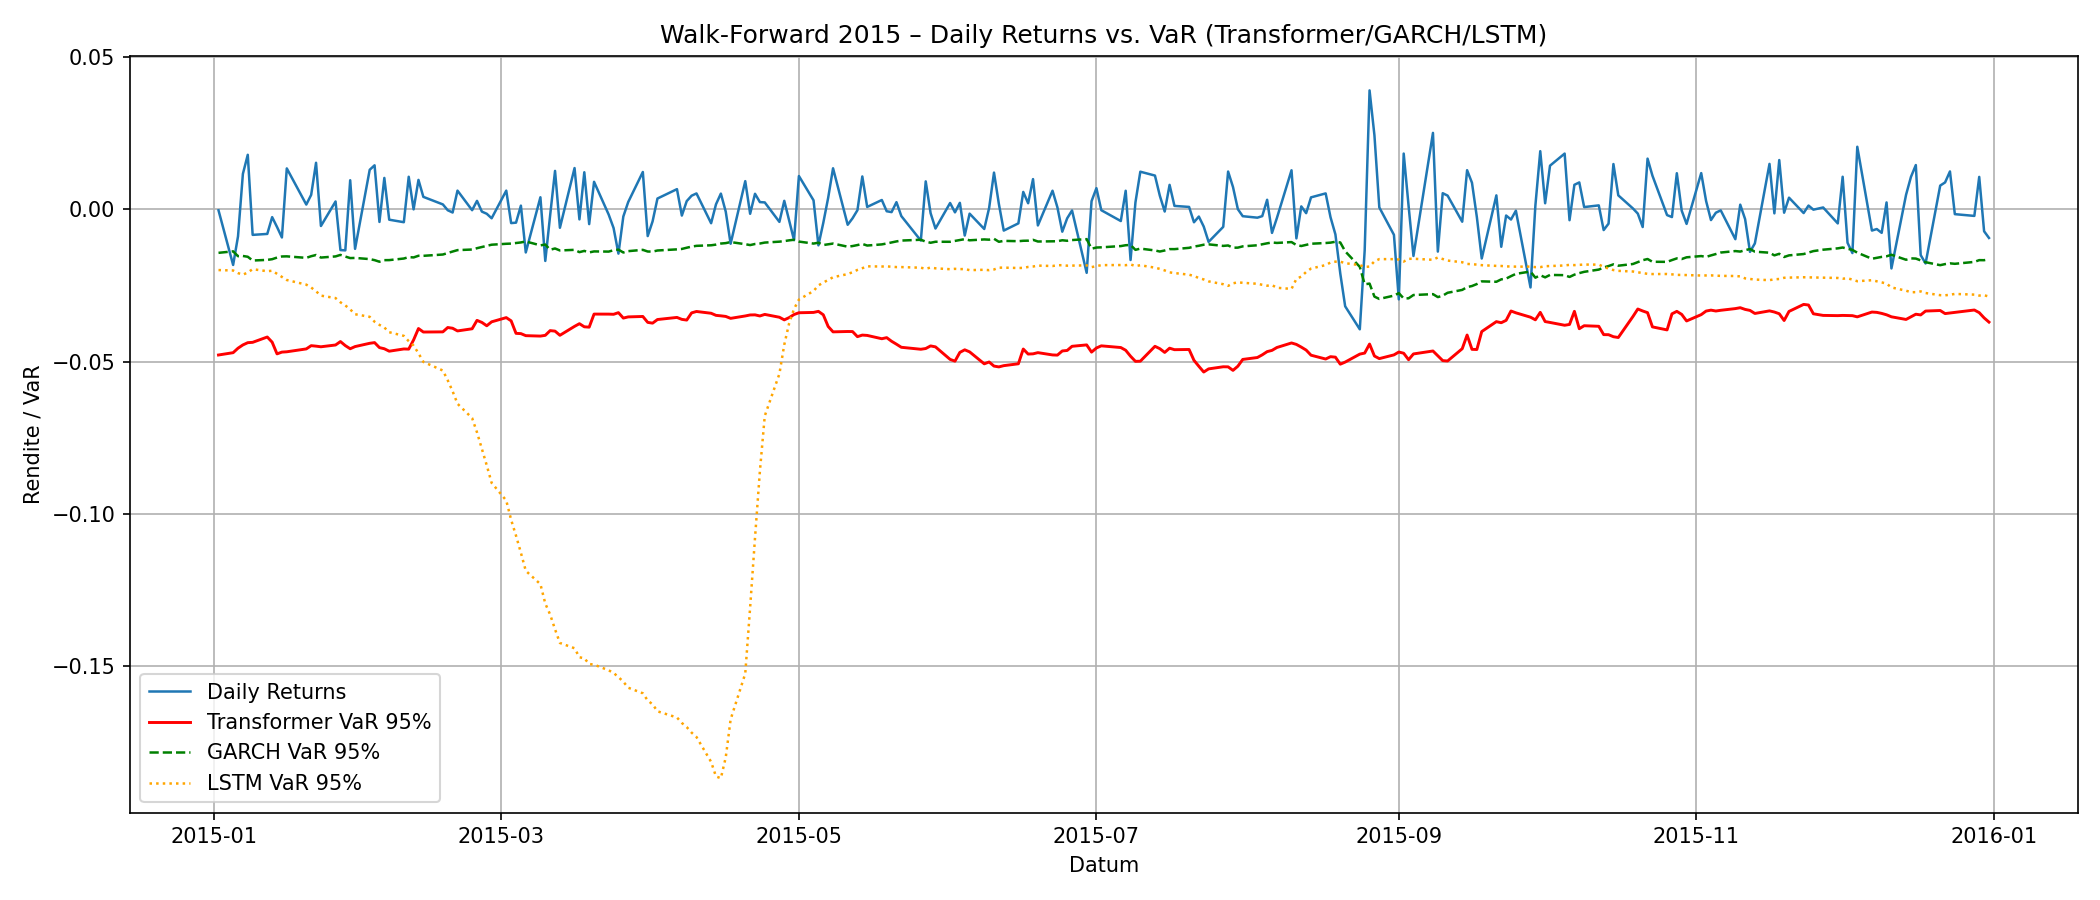 Walk-Forward 2015 – Daily Returns vs. VaR (Transformer/GARCH/LSTM)
Rendite / VaR
0.05
0.00
−0.05
−0.10
−0.15
Daily Returns
Transformer VaR 95%
GARCH VaR 95%
LSTM VaR 95%
2015-01
2015-03
2015-05
2015-07
2015-09
2015-11
2016-01
Datum